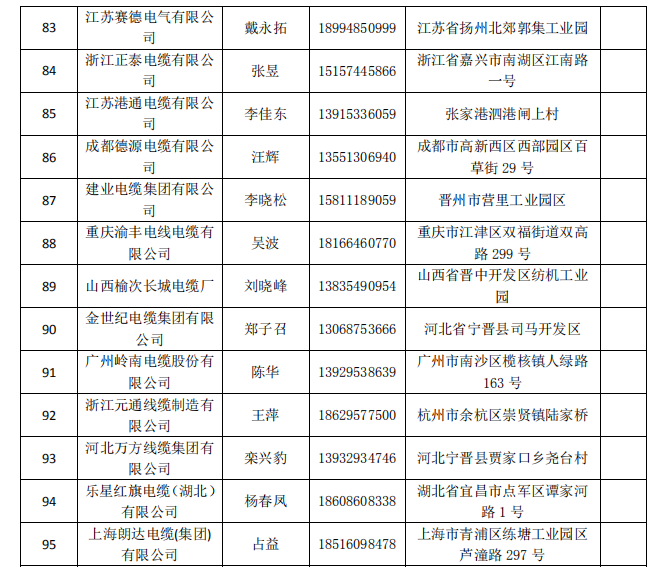 83 江苏赛德电气有限公司 戴永拓 18994850999 江苏省扬州北郊郭集工业园
84 浙江正泰电缆有限公司 张昱 15157445866 浙江省嘉兴市南湖区江南路一号
85 江苏港通电缆有限公司 李佳东 13915336059 张家港泗港闸上村
86 成都德源电缆有限公司 汪辉 13551306940 成都市高新西区西部园区百草街 29 号
87 建业电缆集团有限公司 李晓松 15811189059 晋州市营里工业园区
88 重庆渝丰电线电缆有限公司 吴波 18166460770 重庆市江津区双福街道双高路 299 号
89 山西榆次长城电缆厂 刘晓峰 13835490954 山西省晋中开发区纺机工业园
90 金世纪电缆集团有限公司 郑子召 13068753666 河北省宁晋县司马开发区
91 广州岭南电缆股份有限公司 陈华 13929538639 广州市南沙区榄核镇人绿路 163 号
92 浙江元通线缆制造有限公司 王萍 18629577500 杭州市余杭区崇贤镇陆家桥
93 河北万方线缆集团有限公司 栾兴豹 13932934746 河北宁晋县贾家口乡尧台村
94 乐星红旗电缆（湖北）有限公司 杨春凤 18608608338 湖北省宜昌市点军区谭家河路 1 号
95 上海朗达电缆(集团)有限公司 占益 18516098478 上海市青浦区练塘工业园区芦潼路 297 号